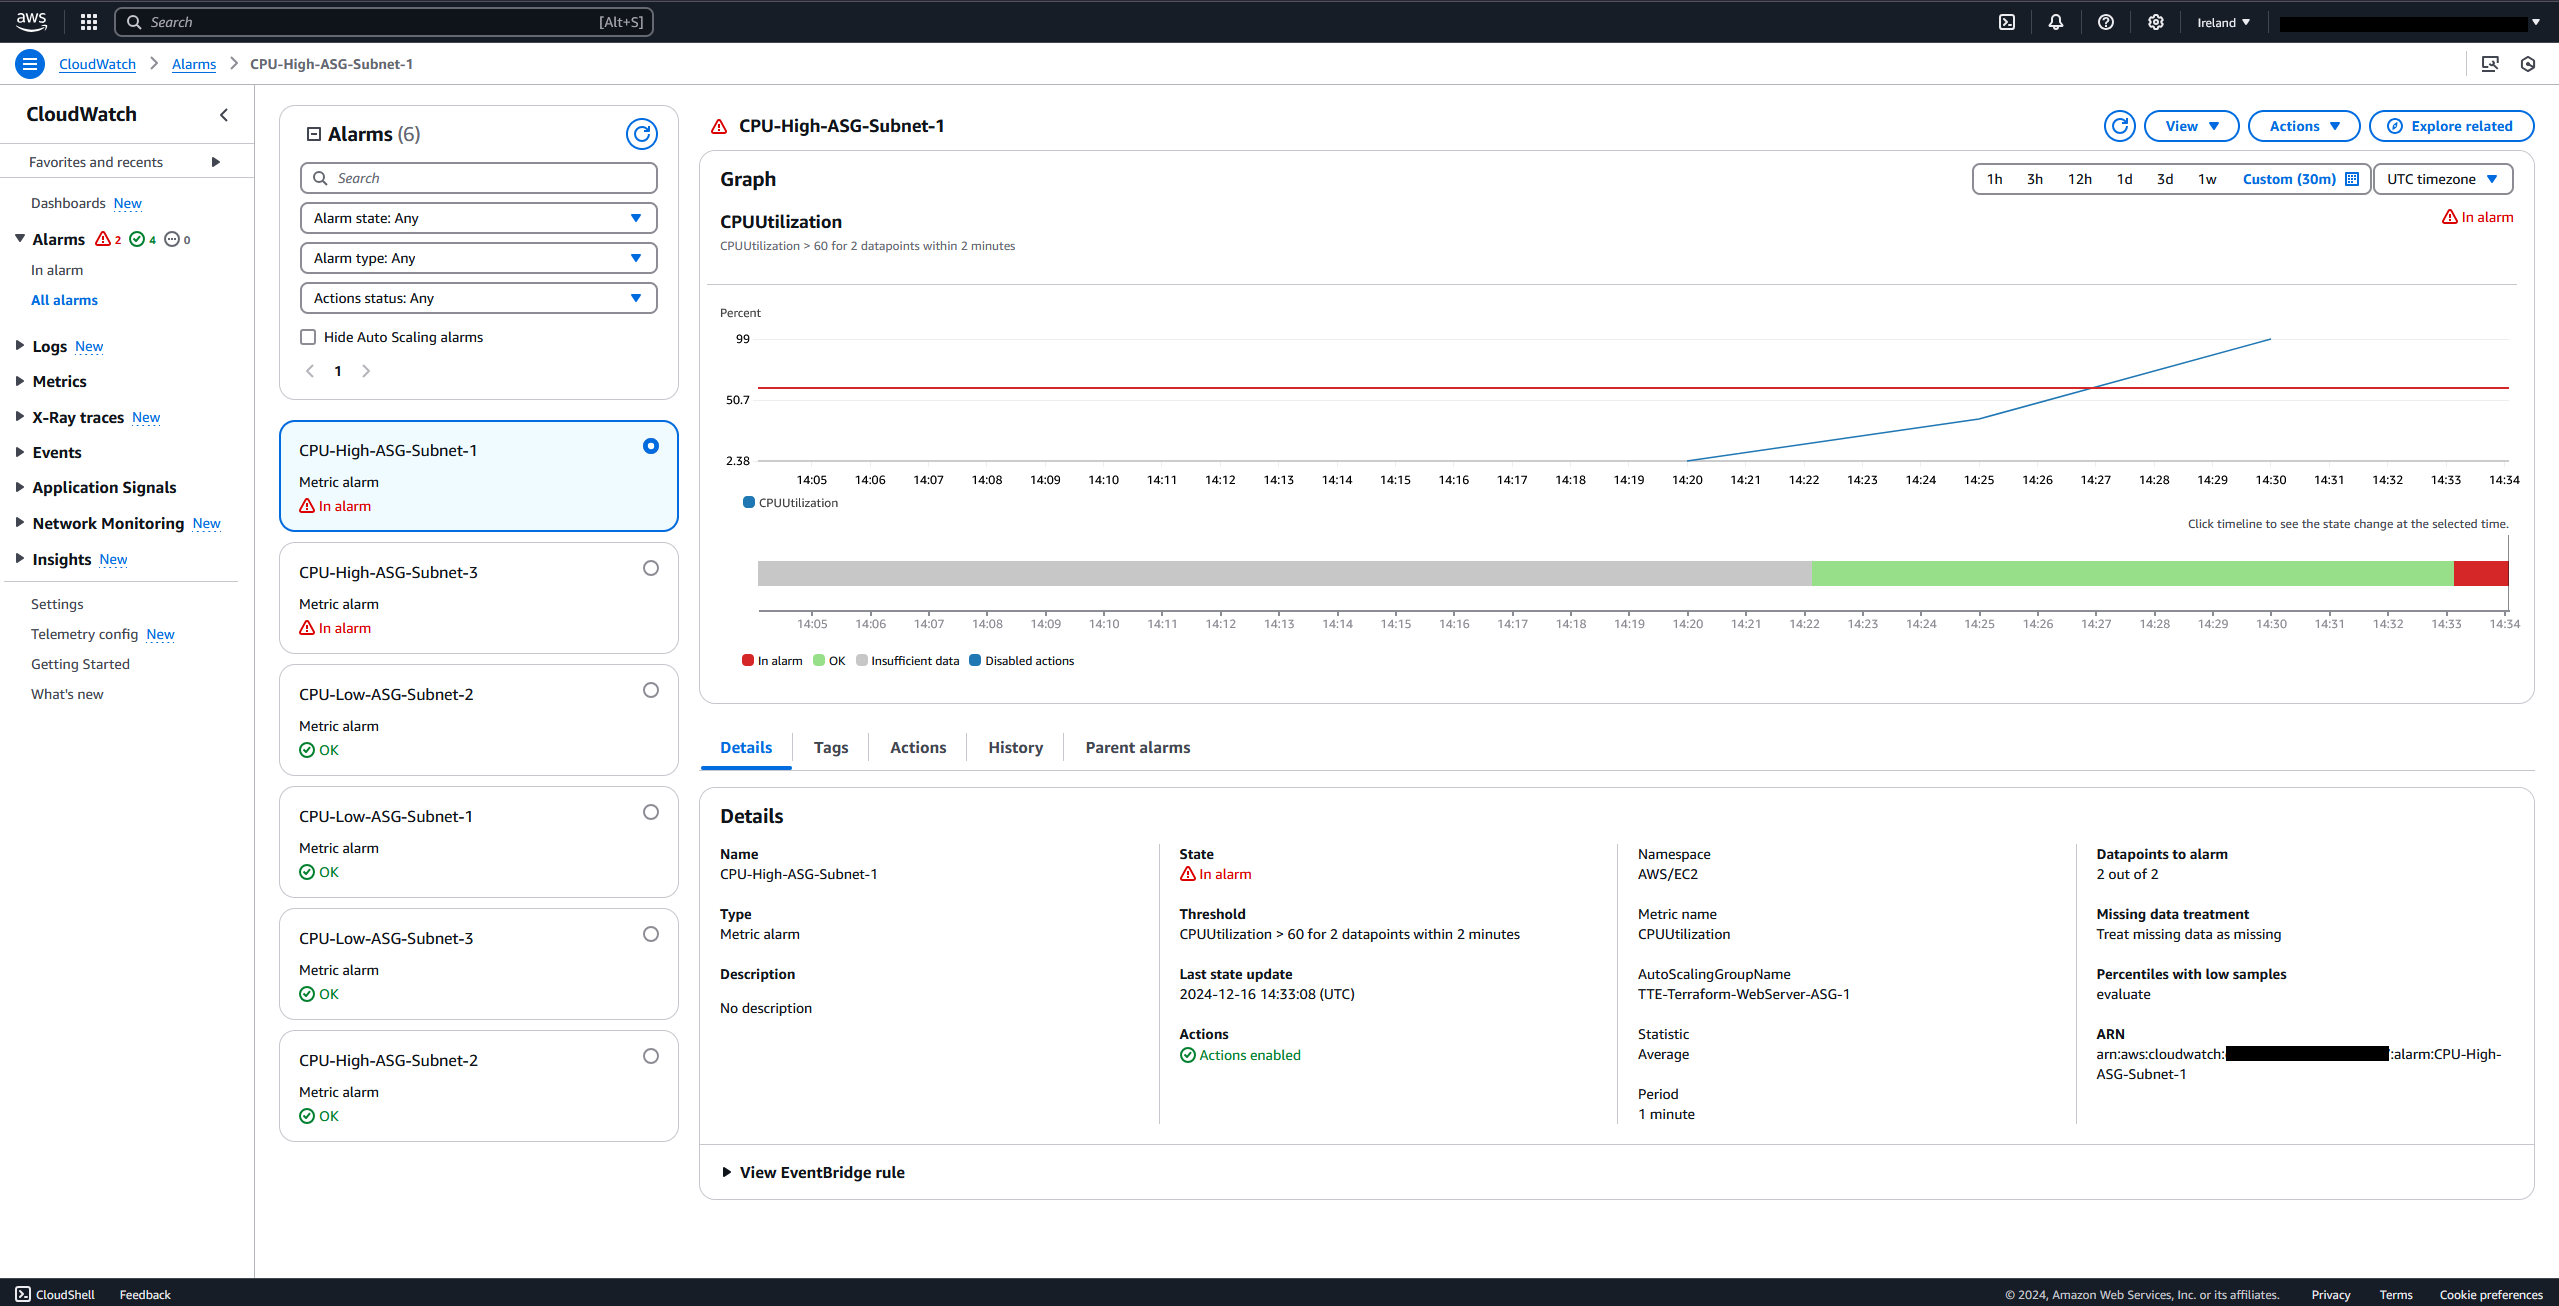 aws
Search [Alt+S]
Ireland
CloudWatch > Alarms > CPU-High-ASG-Subnet-1
CloudWatch
Favorites and recents
Dashboards New
Alarms 2 4 0
In alarm
All alarms
Logs New
Metrics
X-Ray traces New
Events
Application Signals
Network Monitoring New
Insights New
Settings
Telemetry config New
Getting Started
What's new
Alarms (6)
Search
Alarm state: Any
Alarm type: Any
Actions status: Any
Hide Auto Scaling alarms
1
CPU-High-ASG-Subnet-1
Metric alarm
In alarm
CPU-High-ASG-Subnet-3
Metric alarm
In alarm
CPU-Low-ASG-Subnet-2
Metric alarm
OK
CPU-Low-ASG-Subnet-1
Metric alarm
OK
CPU-Low-ASG-Subnet-3
Metric alarm
OK
CPU-High-ASG-Subnet-2
Metric alarm
OK
CPU-High-ASG-Subnet-1
View Actions Explore related
Graph
1h 3h 12h 1d 3d 1w Custom (30m) UTC timezone
CPUUtilization
In alarm
CPUUtilization > 60 for 2 datapoints within 2 minutes
Percent
99
50.7
2.38
14:05 14:06 14:07 14:08 14:09 14:10 14:11 14:12 14:13 14:14 14:15 14:16 14:17 14:18 14:19 14:20 14:21 14:22 14:23 14:24 14:25 14:26 14:27 14:28 14:29 14:30 14:31 14:32 14:33 14:34
CPUUtilization
Click timeline to see the state change at the selected time.
14:05 14:06 14:07 14:08 14:09 14:10 14:11 14:12 14:13 14:14 14:15 14:16 14:17 14:18 14:19 14:20 14:21 14:22 14:23 14:24 14:25 14:26 14:27 14:28 14:29 14:30 14:31 14:32 14:33 14:34
In alarm OK Insufficient data Disabled actions
Details Tags Actions History Parent alarms
Details
Name
CPU-High-ASG-Subnet-1
Type
Metric alarm
Description
No description
State
In alarm
Threshold
CPUUtilization > 60 for 2 datapoints within 2 minutes
Last state update
2024-12-16 14:33:08 (UTC)
Actions
Actions enabled
Namespace
AWS/EC2
Metric name
CPUUtilization
AutoScalingGroupName
TTE-Terraform-WebServer-ASG-1
Statistic
Average
Period
1 minute
Datapoints to alarm
2 out of 2
Missing data treatment
Treat missing data as missing
Percentiles with low samples
evaluate
ARN
arn:aws:cloudwatch: :alarm:CPU-High-
ASG-Subnet-1
View EventBridge rule
CloudShell Feedback
© 2024, Amazon Web Services, Inc. or its affiliates. Privacy Terms Cookie preferences